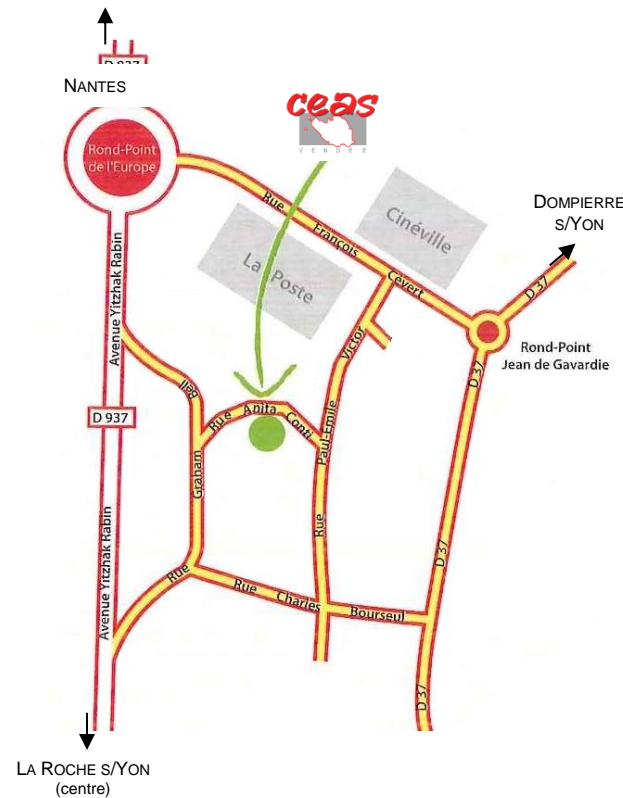 D 937
NANTES
ceas
VENDÉE
Rond-Point
de l'Europe
Rue François Cevert
Cinéville
La Poste
DOMPIERRE
S/YON
D 37
Rond-Point
Jean de Gavardie
D 37
Avenue Yitzhak Rabin
D 937
Rue Graham Bell
Rue Anita Conti
Rue Paul-Emile Victor
D 37
Avenue Yitzhak Rabin
Rue Charles Bourseul
D 37
LA ROCHE S/YON
(centre)